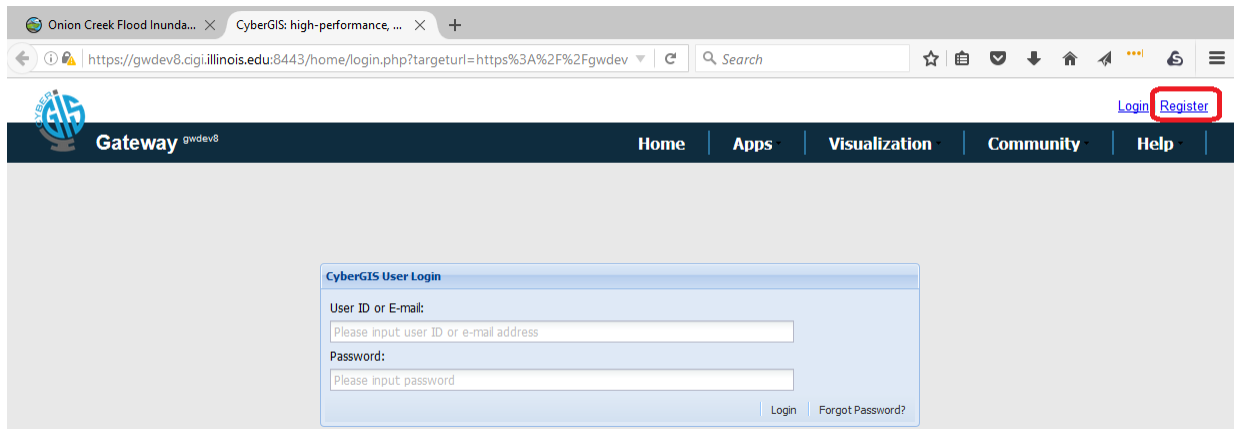 Onion Creek Flood Inunda...
CyberGIS: high-performance, ...
https://gwdev8.cigi.illinois.edu:8443/home/login.php?targeturl=https%3A%2F%2Fgwdev
Search
CYBER
GIS
Login Register
Gateway gwdev8
Home Apps Visualization Community Help
CyberGIS User Login
User ID or E-mail:
Please input user ID or e-mail address
Password:
Please input password
Login Forgot Password?